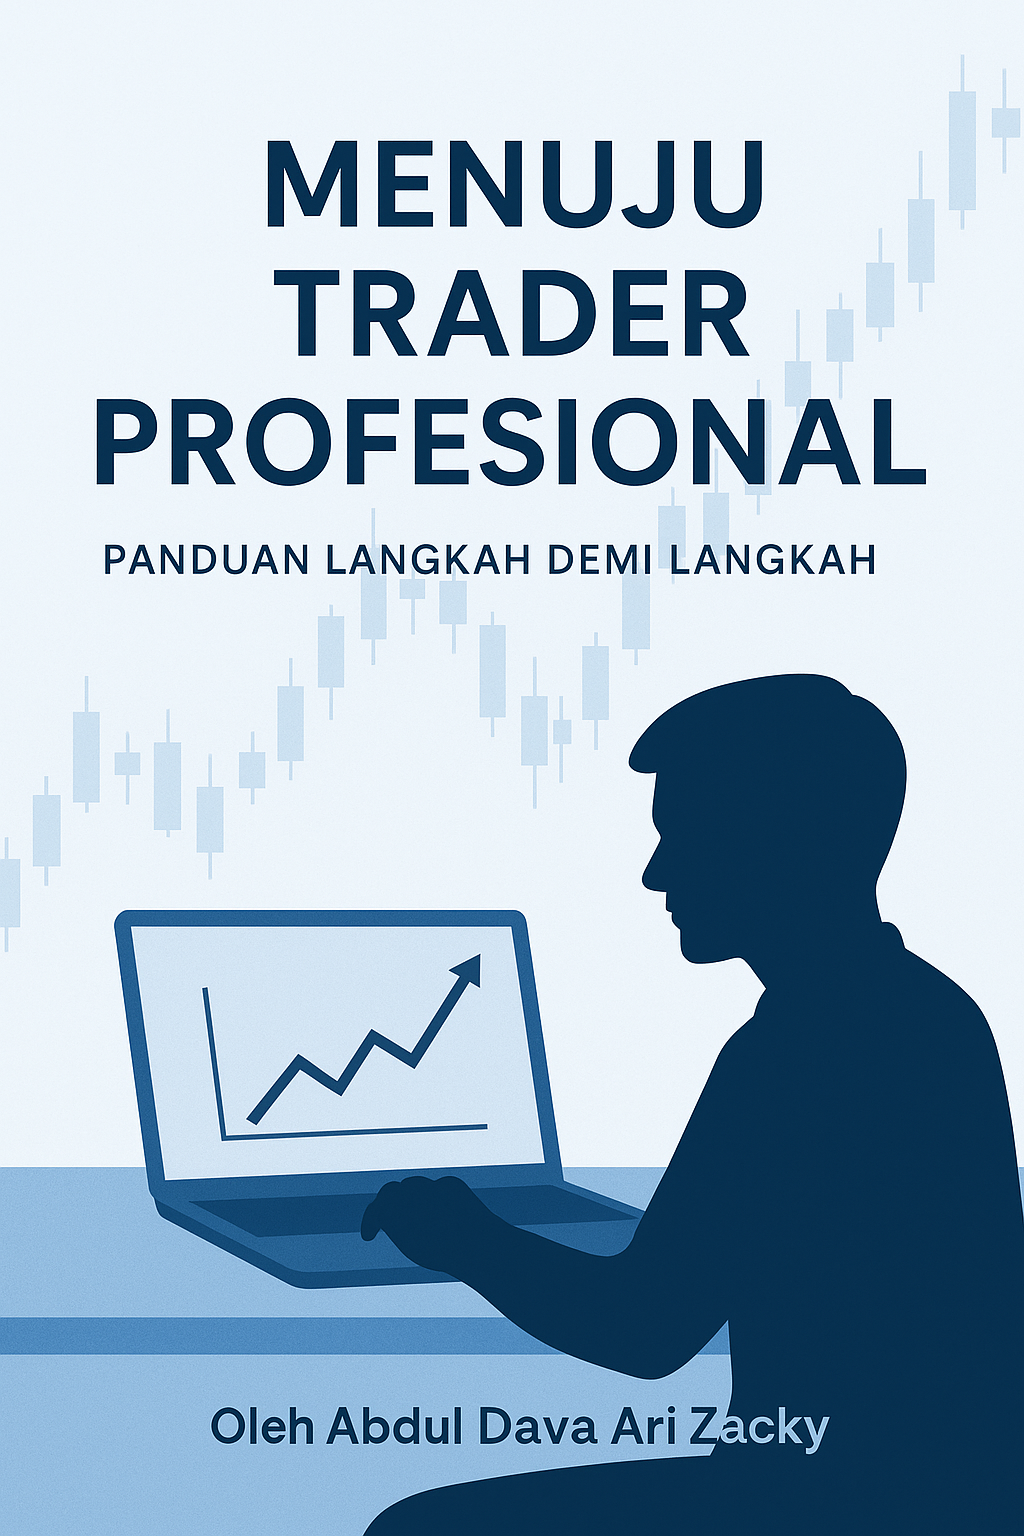 MENUJU
TRADER
PROFESIONAL
PANDUAN LANGKAH DEMI LANGKAH
Oleh Abdul Dava Ari Zacky